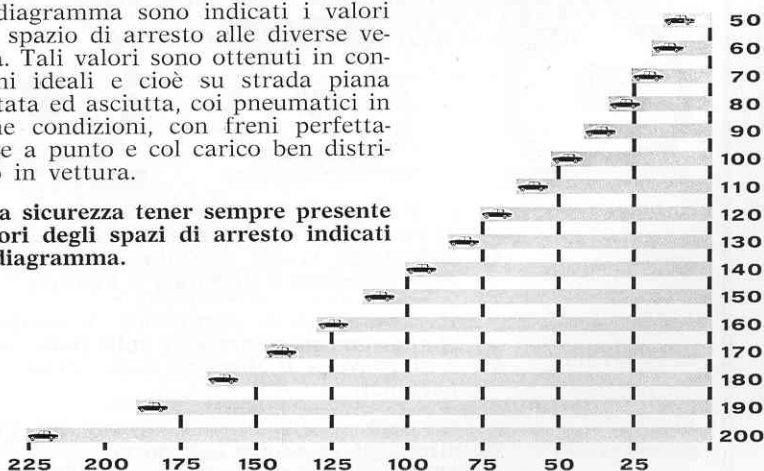 diagramma sono indicati i valori
spazio di arresto alle diverse ve-
Tali valori sono ottenuti in con-
ni ideali e cioè su strada piana
tata ed asciutta, coi pneumatici in
ne condizioni, con freni perfetta-
e a punto e col carico ben distri-
o in vettura.
a sicurezza tener sempre presente
ori degli spazi di arresto indicati
diagramma.
50
60
70
80
90
100
110
120
130
140
150
160
170
180
190
200
225 200 175 150 125 100 75 50 25